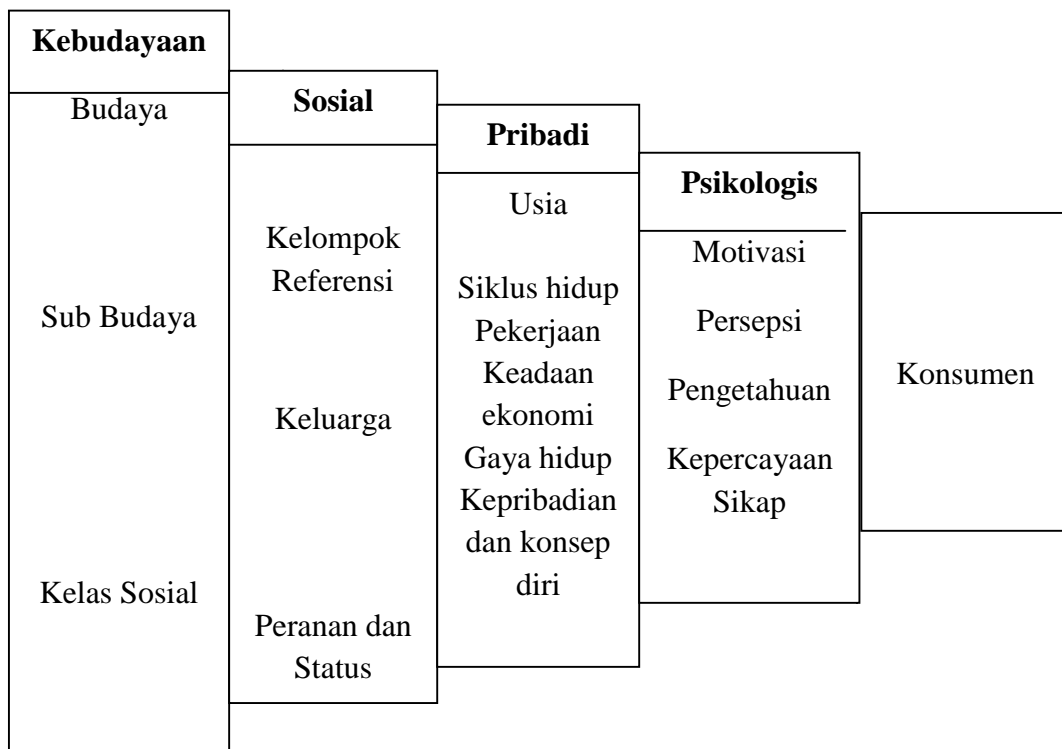 Kebudayaan
Budaya
Sub Budaya
Kelas Sosial
Sosial
Kelompok
Referensi
Keluarga
Peranan dan
Status
Pribadi
Usia
Siklus hidup
Pekerjaan
Keadaan
ekonomi
Gaya hidup
Kepribadian
dan konsep
diri
Psikologis
Motivasi
Persepsi
Pengetahuan
Kepercayaan
Sikap
Konsumen